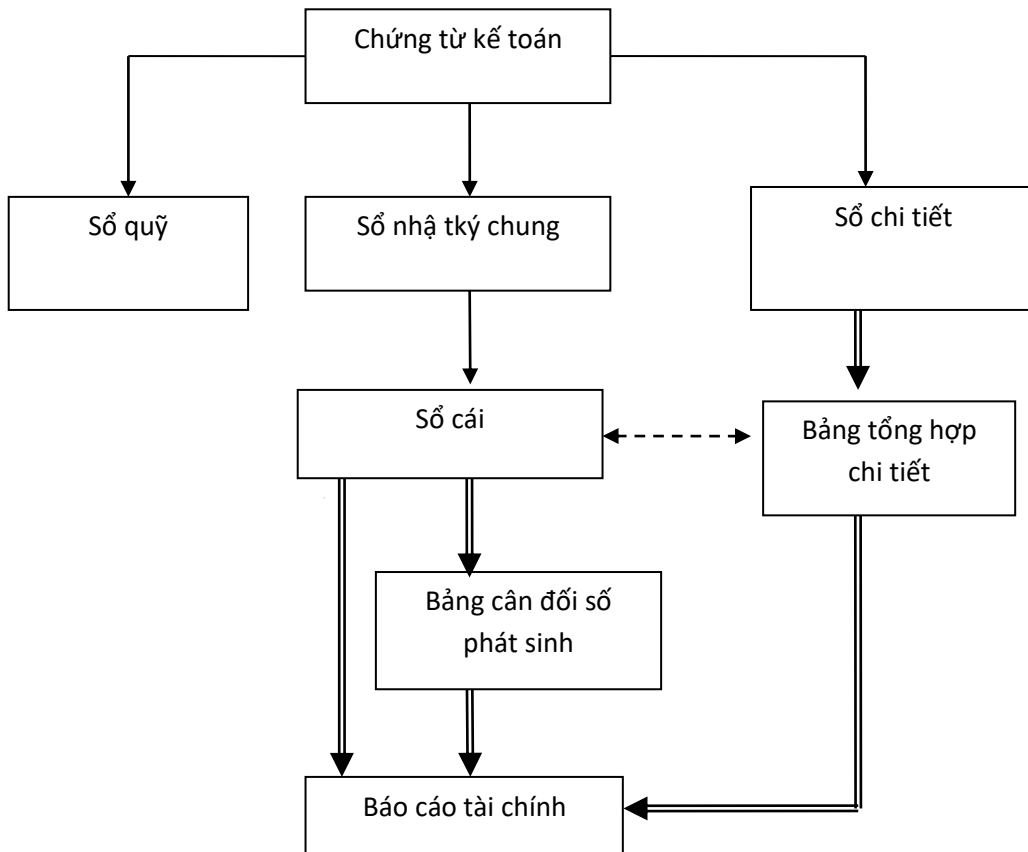 Chứng từ kế toán
Sổ quỹ
Sổ nhậ tký chung
Sổ chi tiết
Sổ cái
Bảng tổng hợp
chi tiết
Bảng cân đối số
phát sinh
Báo cáo tài chính